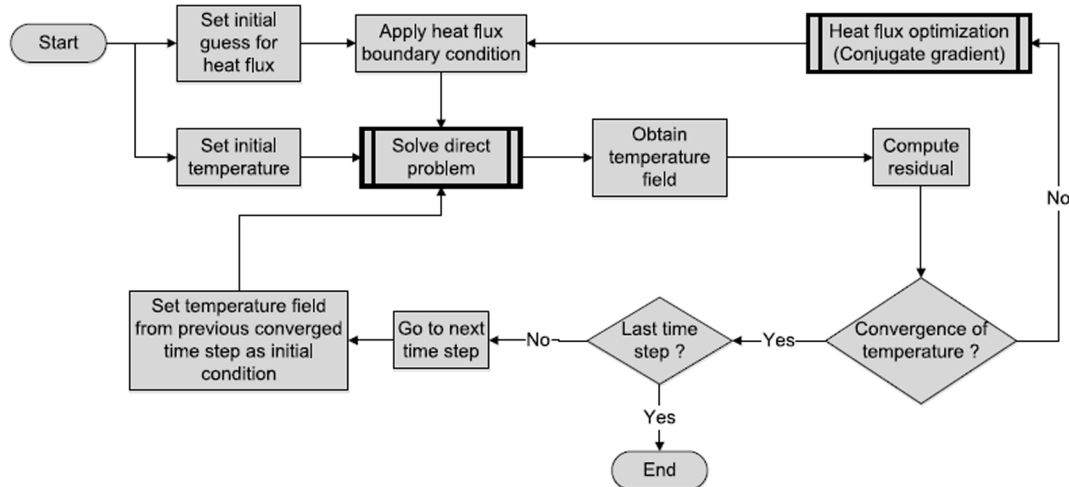 Start
Set initial
guess for
heat flux
Apply heat flux
boundary condition
Heat flux optimization
(Conjugate gradient)
Set initial
temperature
Solve direct
problem
Obtain
temperature
field
Compute
residual
No
Set temperature field
from previous converged
time step as initial
condition
Go to next
time step
No
Last time
step ?
Yes
Convergence of
temperature ?
Yes
End